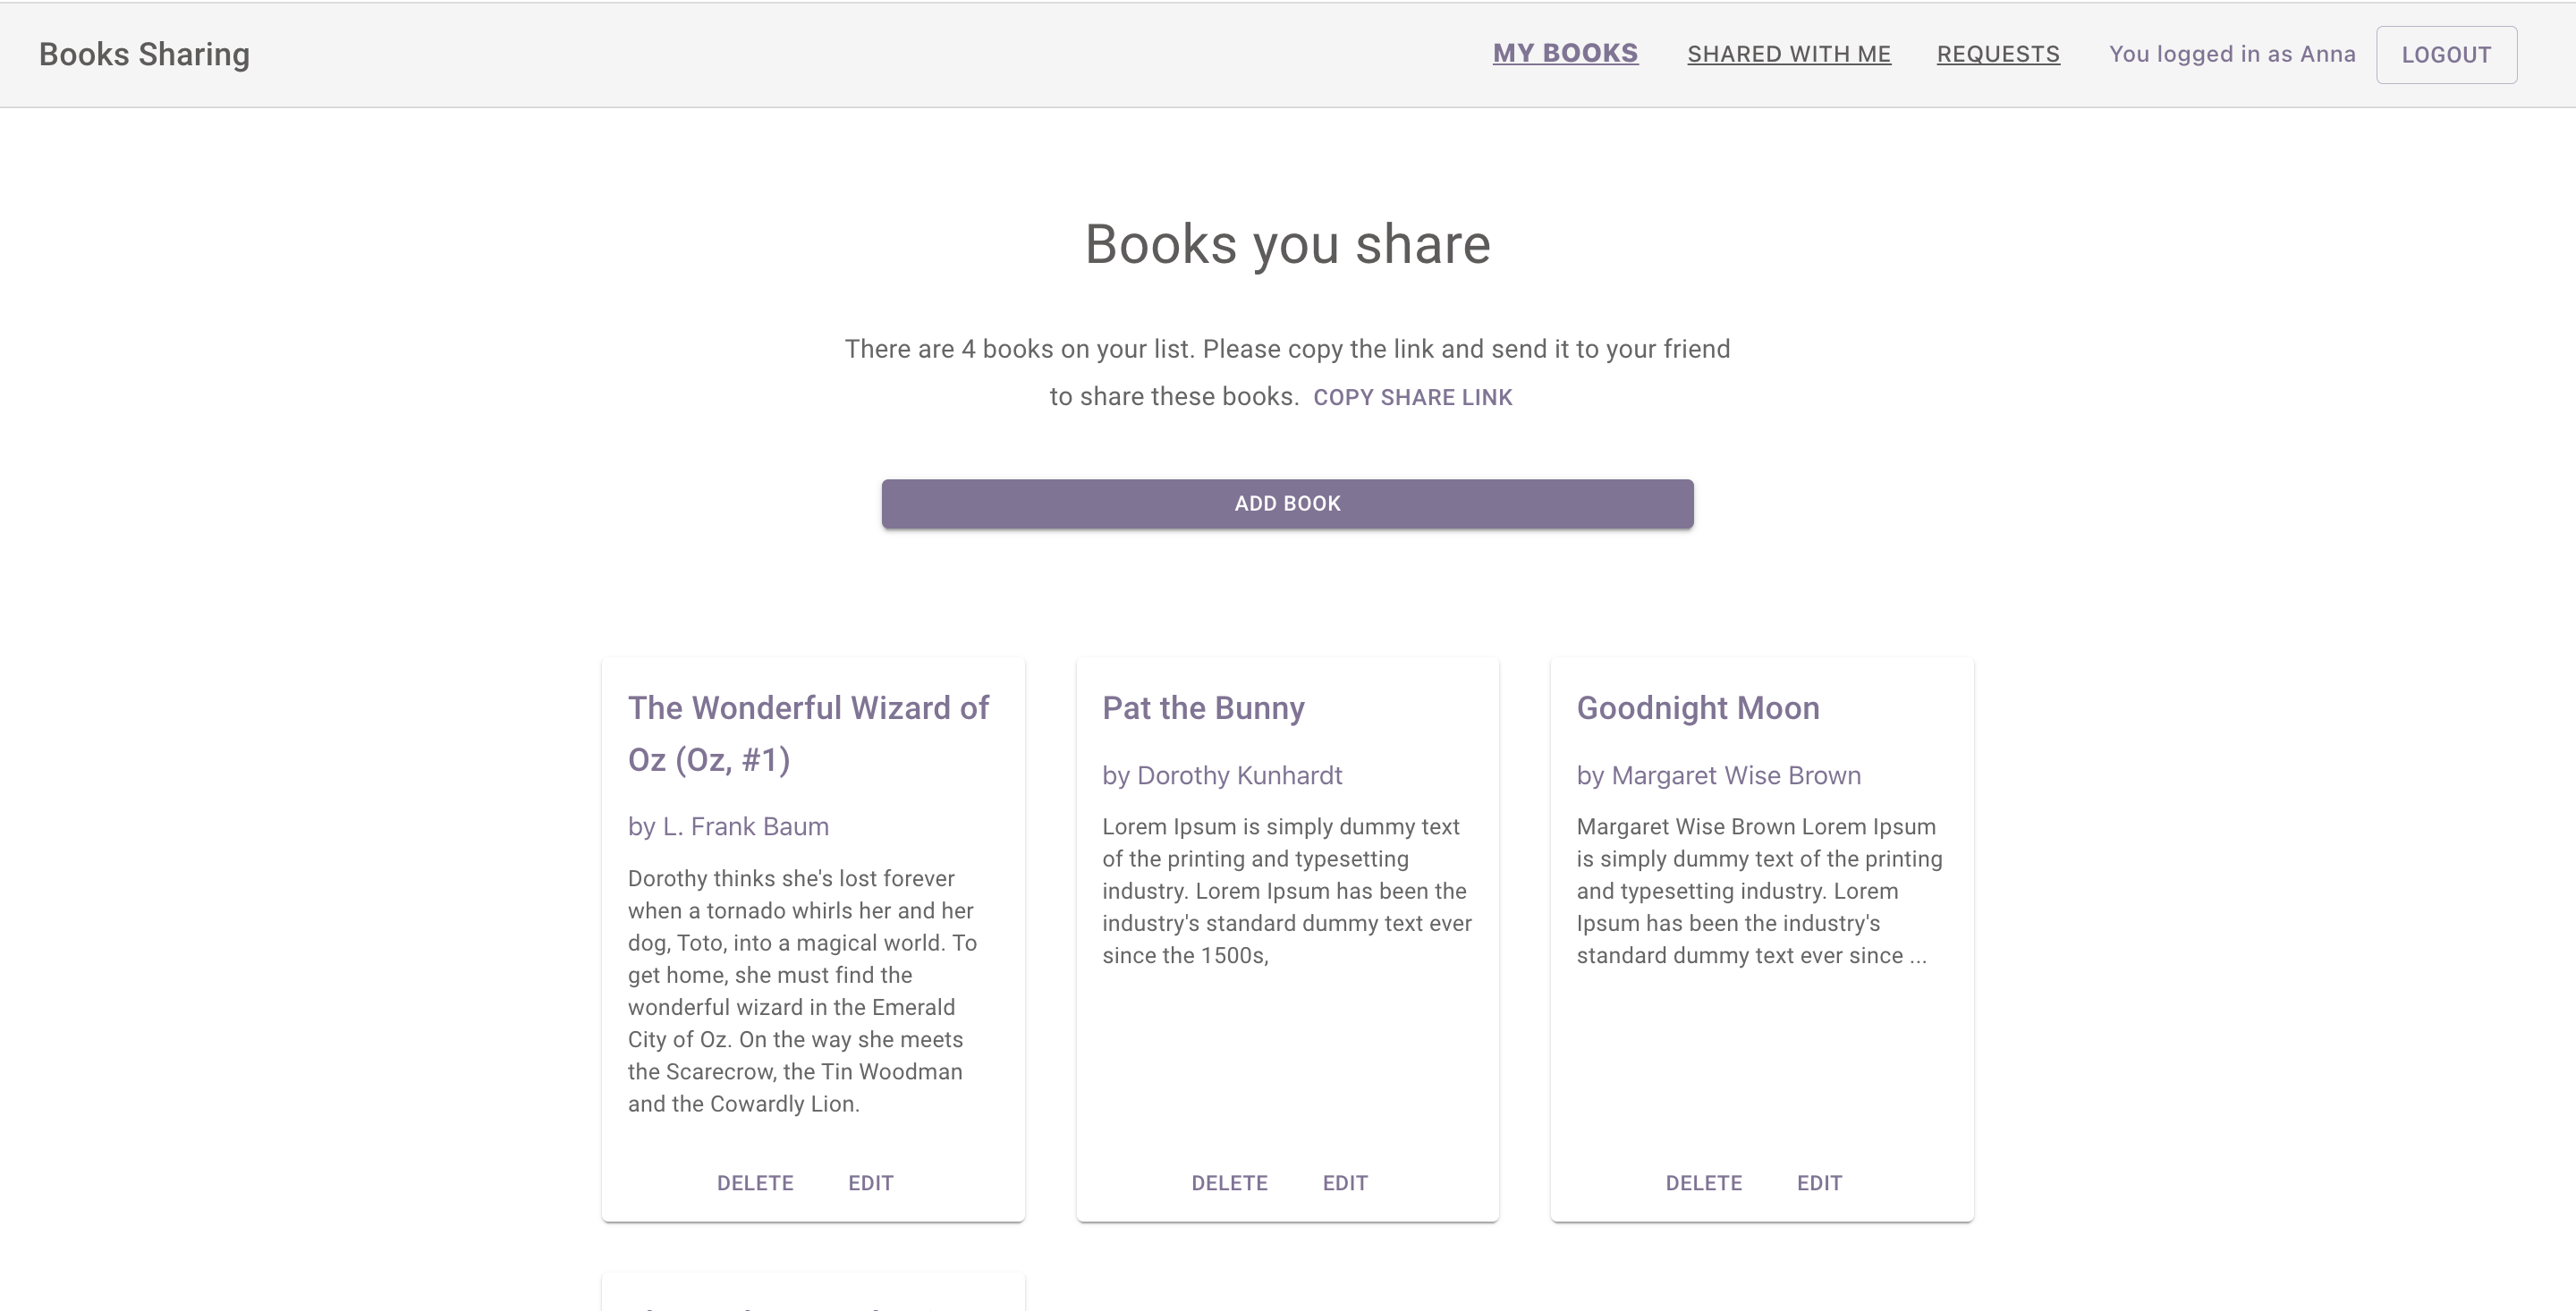 Books Sharing
MY BOOKS SHARED WITH ME REQUESTS You logged in as Anna LOGOUT
Books you share
There are 4 books on your list. Please copy the link and send it to your friend
to share these books. COPY SHARE LINK
ADD BOOK
The Wonderful Wizard of
Oz (Oz, #1)
by L. Frank Baum
Dorothy thinks she's lost forever
when a tornado whirls her and her
dog, Toto, into a magical world. To
get home, she must find the
wonderful wizard in the Emerald
City of Oz. On the way she meets
the Scarecrow, the Tin Woodman
and the Cowardly Lion.
DELETE EDIT
Pat the Bunny
by Dorothy Kunhardt
Lorem Ipsum is simply dummy text
of the printing and typesetting
industry. Lorem Ipsum has been the
industry's standard dummy text ever
since the 1500s,
DELETE EDIT
Goodnight Moon
by Margaret Wise Brown
Margaret Wise Brown Lorem Ipsum
is simply dummy text of the printing
and typesetting industry. Lorem
Ipsum has been the industry's
standard dummy text ever since ...
DELETE EDIT